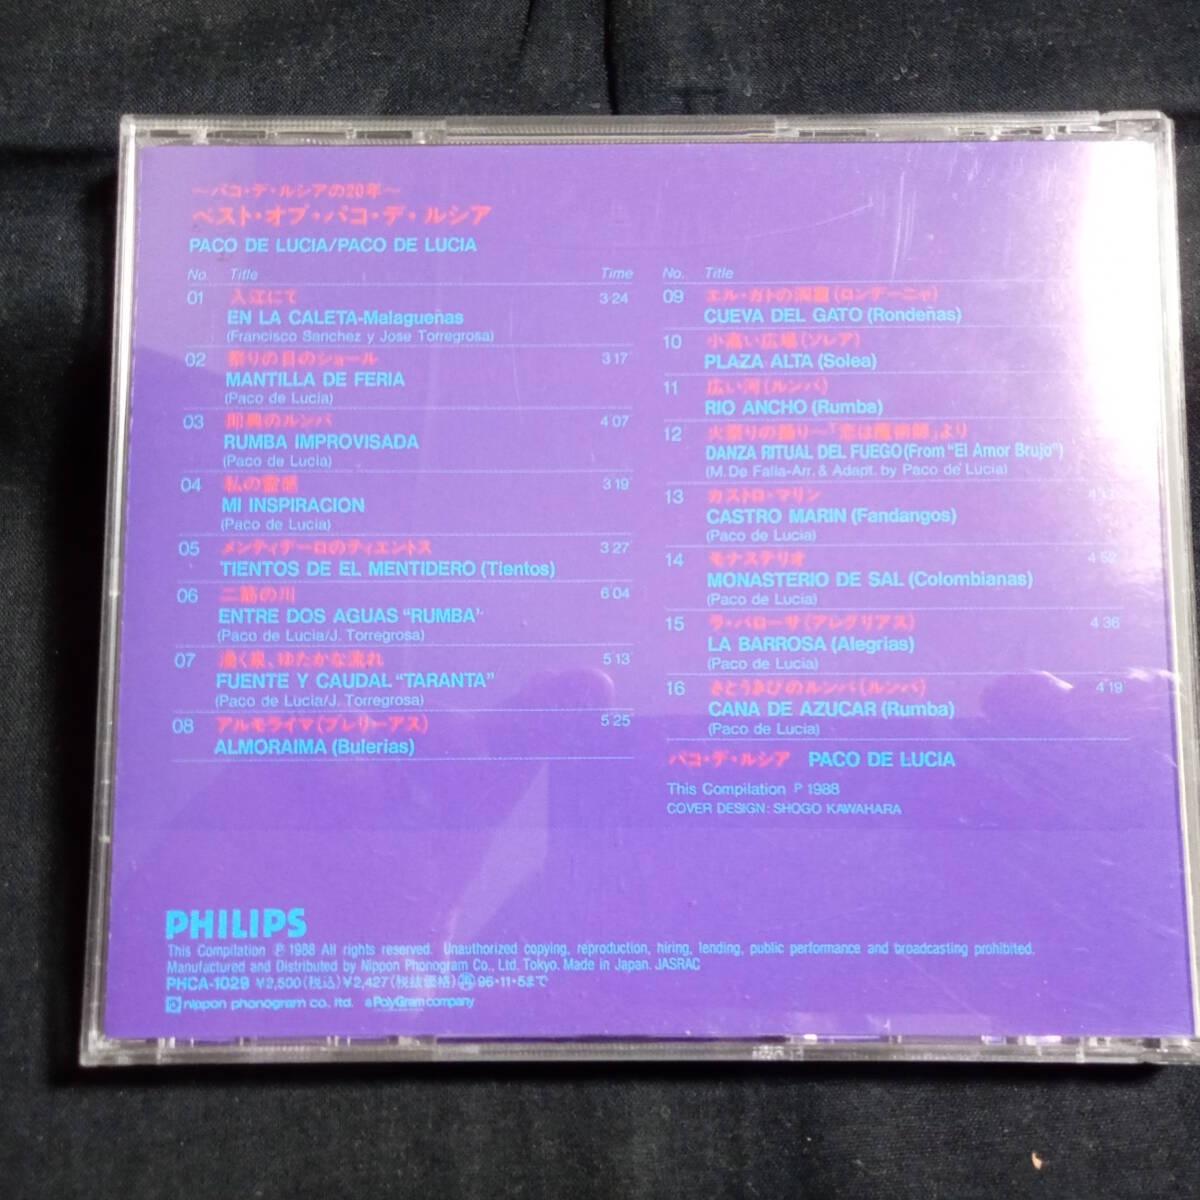 ～パコ・デ・ルシアの20年～
ベスト・オブ・パコ・デ・ルシア
PACO DE LUCIA/PACO DE LUCIA
No. Title Time
01 入江にて 3:24
EN LA CALETA-Malagueñas
(Francisco Sanchez y Jose Torregrosa)
02 祭りの日のショール 3:17
MANTILLA DE FERIA
(Paco de Lucia)
03 即興のルンバ 4:07
RUMBA IMPROVISADA
(Paco de Lucia)
04 私の霊感 3:19
MI INSPIRACION
(Paco de Lucia)
05 メンティデーロのティエントス 3:27
TIENTOS DE EL MENTIDERO (Tientos)
06 二筋の川 6:04
ENTRE DOS AGUAS "RUMBA"
(Paco de Lucia/J. Torregrosa)
07 湧く泉、ゆたかな流れ 5:13
FUENTE Y CAUDAL "TARANTA"
(Paco de Lucia/J. Torregrosa)
08 アルモライマ(ブレリーアス) 5:25
ALMORAIMA (Bulerias)
No. Title
09 エル・ガトの洞窟(ロンデーニャ)
CUEVA DEL GATO (Rondeñas)
10 小高い広場(ソレア)
PLAZA ALTA (Solea)
11 広い河(ルンバ)
RIO ANCHO (Rumba)
12 火祭りの踊り～「恋は魔術師」より
DANZA RITUAL DEL FUEGO (From "El Amor Brujo")
(M. De Falla-Arr. & Adapt. by Paco de Lucia)
13 カストロ・マリン
CASTRO MARIN (Fandangos)
(Paco de Lucia)
14 モナステリオ 4:52
MONASTERIO DE SAL (Colombianas)
(Paco de Lucia)
15 ラ・バローサ(アレグリアス) 4:36
LA BARROSA (Alegrias)
(Paco de Lucia)
16 さとうきびのルンバ(ルンバ) 4:19
CANA DE AZUCAR (Rumba)
(Paco de Lucia)
パコ・デ・ルシア PACO DE LUCIA
This Compilation ℗ 1988
COVER DESIGN: SHOGO KAWAHARA
PHILIPS
This Compilation ℗ 1988 All rights reserved. Unauthorized copying, reproduction, hiring, lending, public performance and broadcasting prohibited.
Manufactured and Distributed by Nippon Phonogram Co., Ltd. Tokyo. Made in Japan. JASRAC
PHCA-1029 ¥2,500(税込)¥2,427(税抜価格)再96・11・5まで
nippon phonogram co., ltd. a PolyGram company